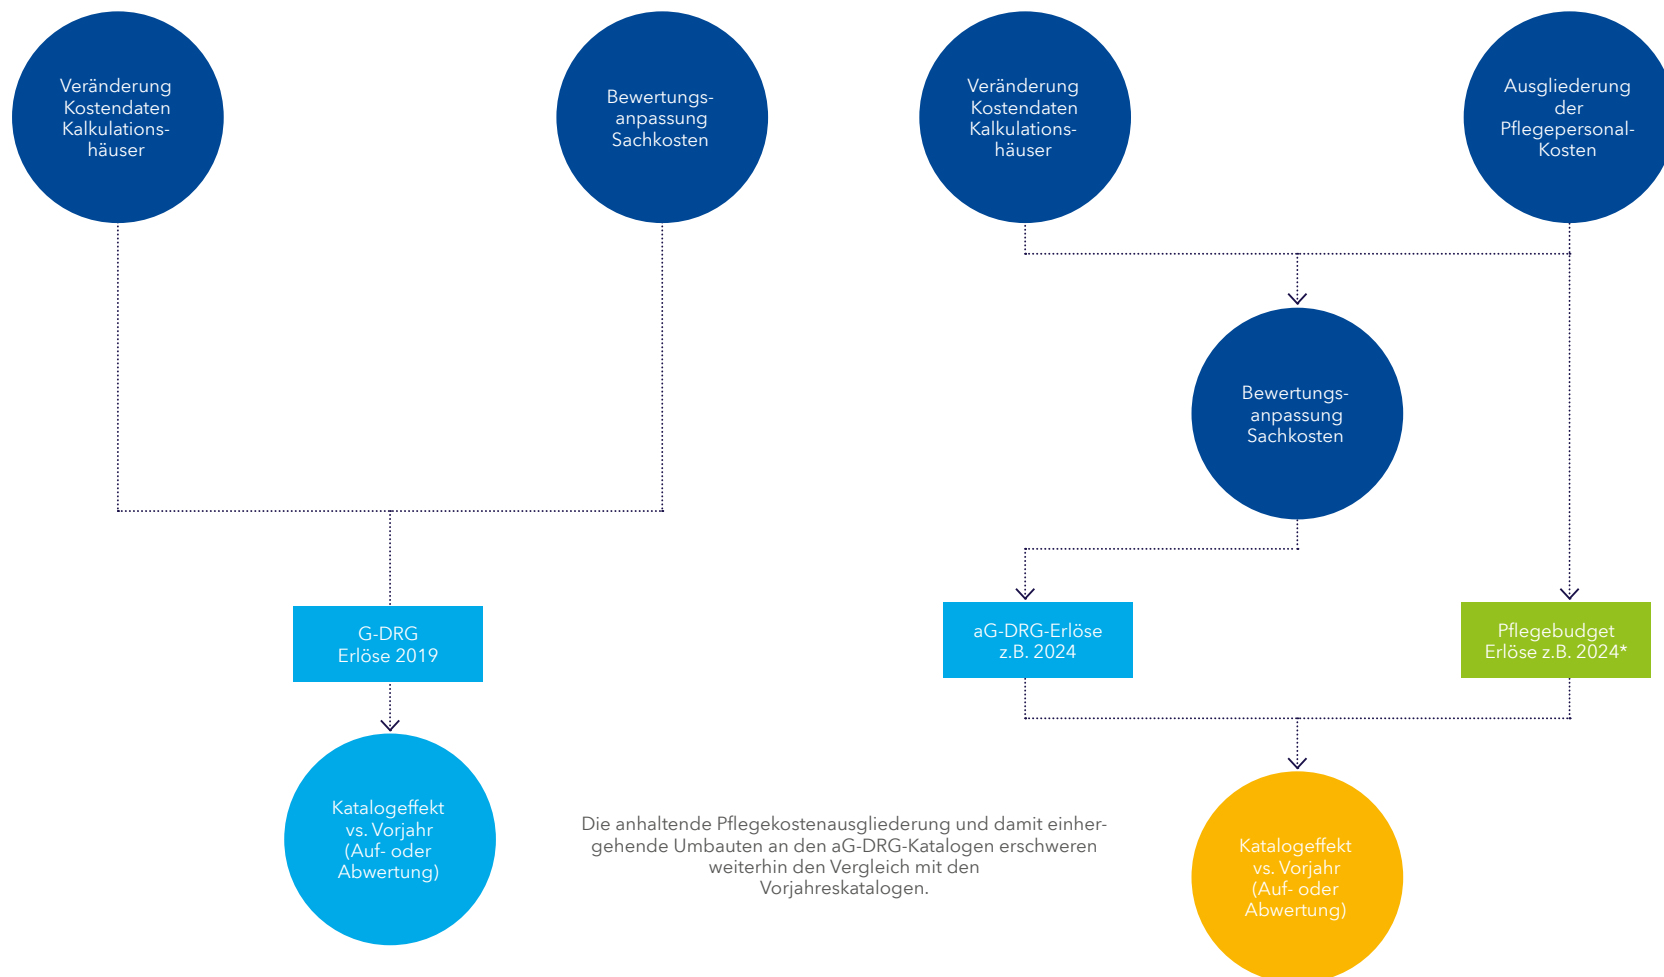 Veränderung
Kostendaten
Kalkulations-
häuser
Bewertungs-
anpassung
Sachkosten
Veränderung
Kostendaten
Kalkulations-
häuser
Ausgliederung
der
Pflegepersonal-
Kosten
Bewertungs-
anpassung
Sachkosten
G-DRG
Erlöse 2019
aG-DRG-Erlöse
z.B. 2024
Pflegebudget
Erlöse z.B. 2024*
Katalogeffekt
vs. Vorjahr
(Auf- oder
Abwertung)
Die anhaltende Pflegekostenausgliederung und damit einher-
gehende Umbauten an den aG-DRG-Katalogen erschweren
weiterhin den Vergleich mit den
Vorjahreskatalogen.
Katalogeffekt
vs. Vorjahr
(Auf- oder
Abwertung)